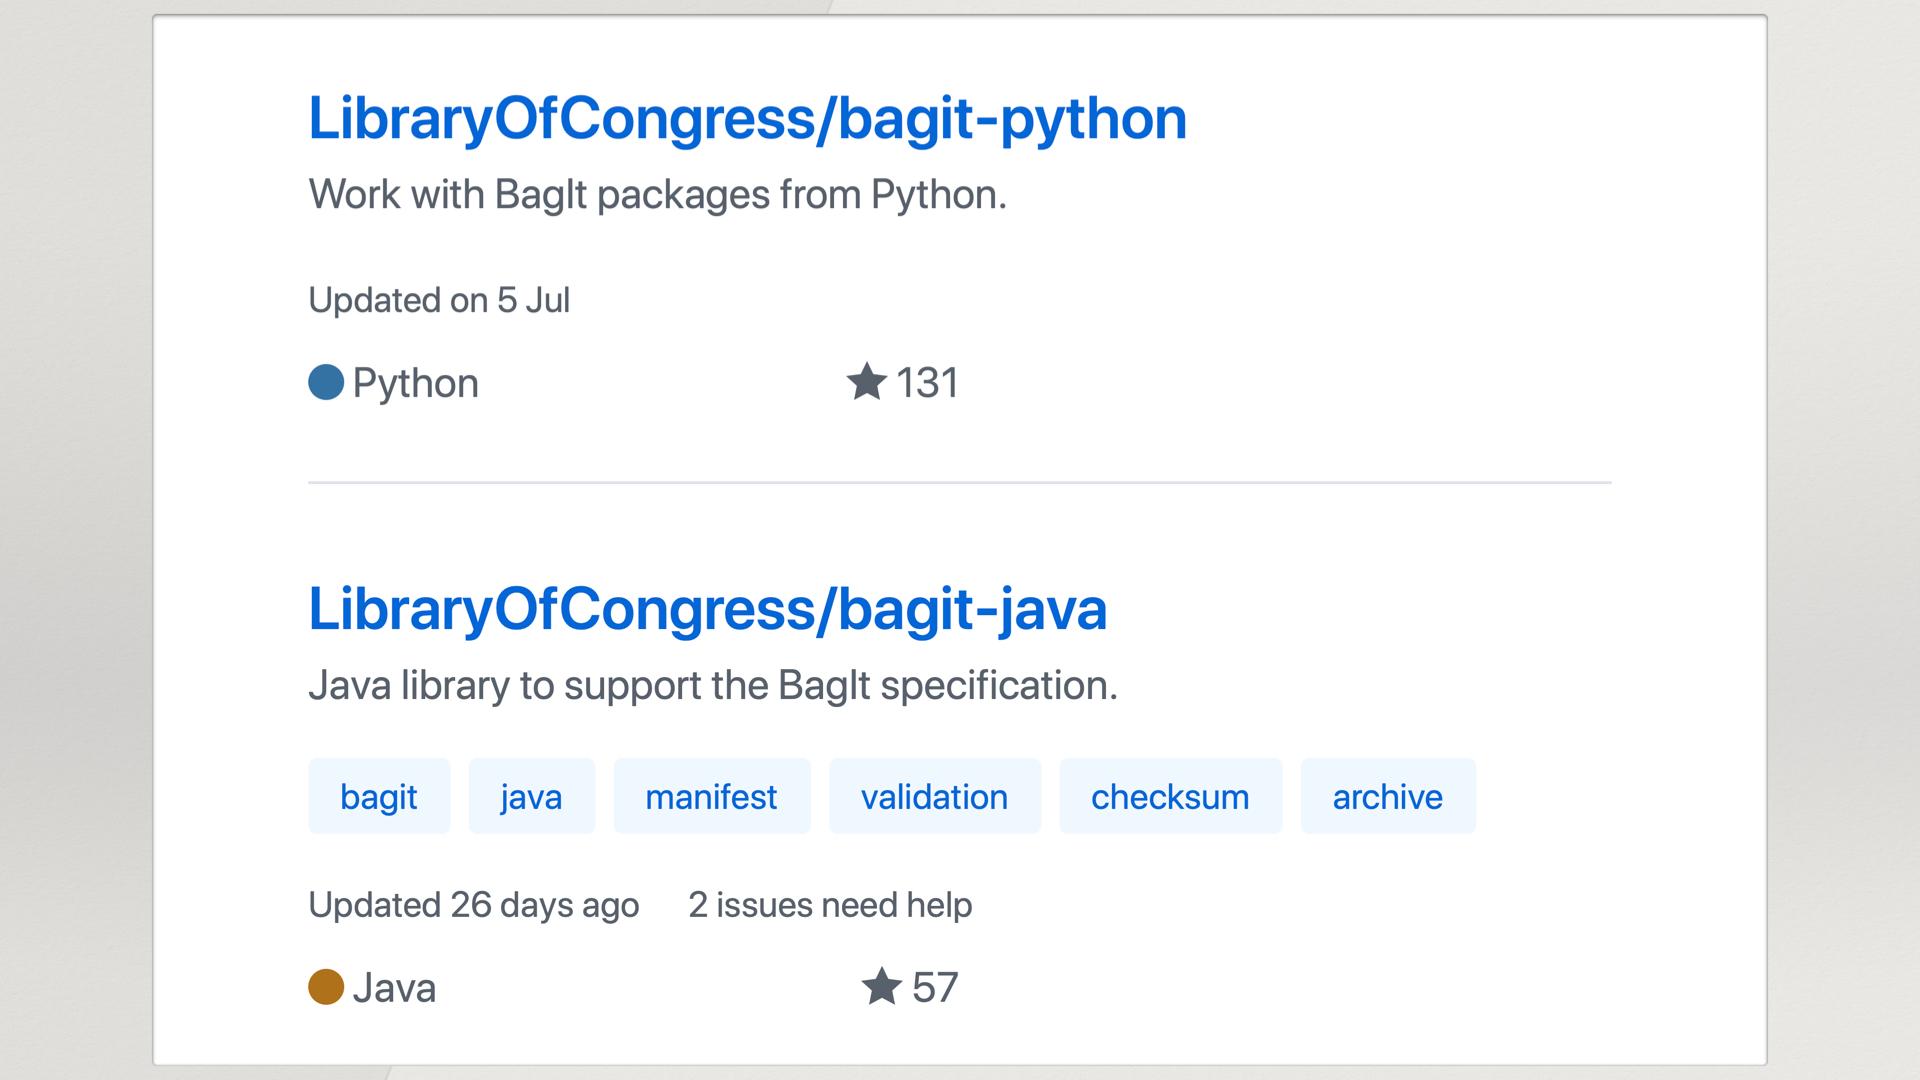 LibraryOfCongress/bagit-python
Work with BagIt packages from Python.
Updated on 5 Jul
Python 131
LibraryOfCongress/bagit-java
Java library to support the BagIt specification.
bagit java manifest validation checksum archive
Updated 26 days ago 2 issues need help
Java 57